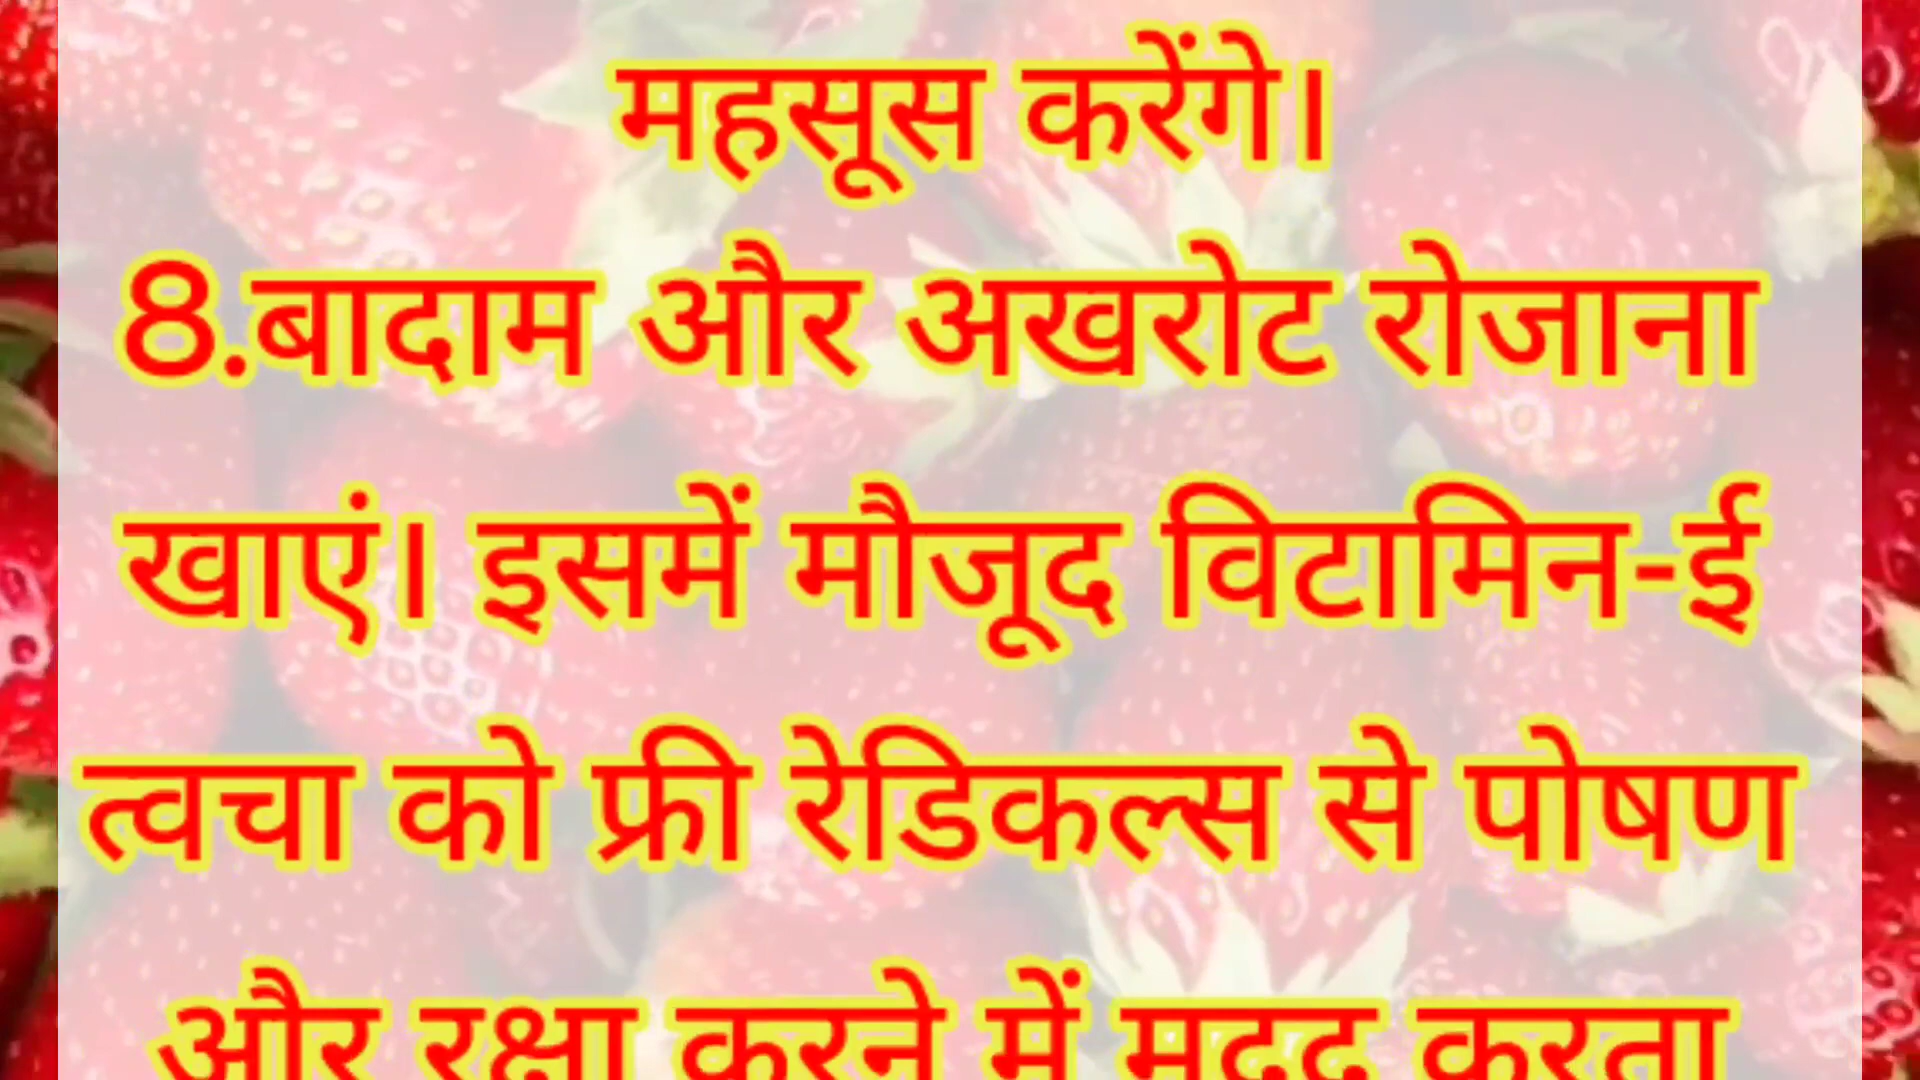 महसूस करेंगे।
8.बादाम और अखरोट रोजाना
खाएं। इसमें मौजूद विटामिन-ई
त्वचा को फ्री रेडिकल्स से पोषण
और रक्षा करने में मदद करता